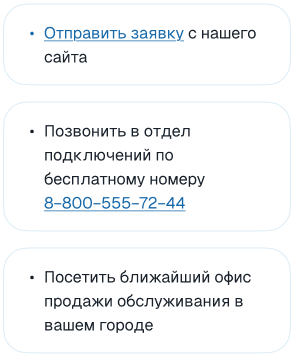 • Отправить заявку с нашего
сайта
• Позвонить в отдел
подключений по
бесплатному номеру
8-800-555-72-44
• Посетить ближайший офис
продажи обслуживания в
вашем городе